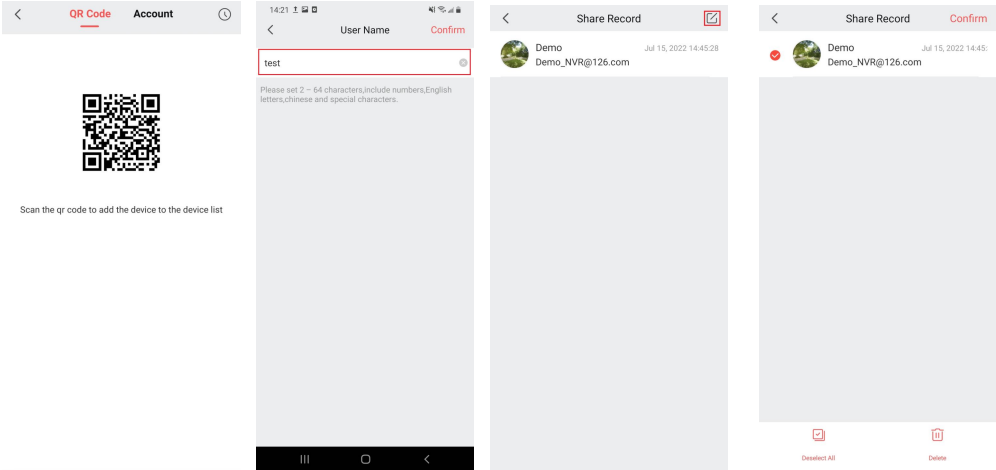 QR Code Account
Scan the qr code to add the device to the device list
14:21
User Name Confirm
test
Please set 2 – 64 characters,include numbers,English
letters,chinese and special characters.
Share Record
Demo Jul 15, 2022 14:45:28
Demo_NVR@126.com
Share Record Confirm
Demo Jul 15, 2022 14:45:
Demo_NVR@126.com
Deselect All Delete